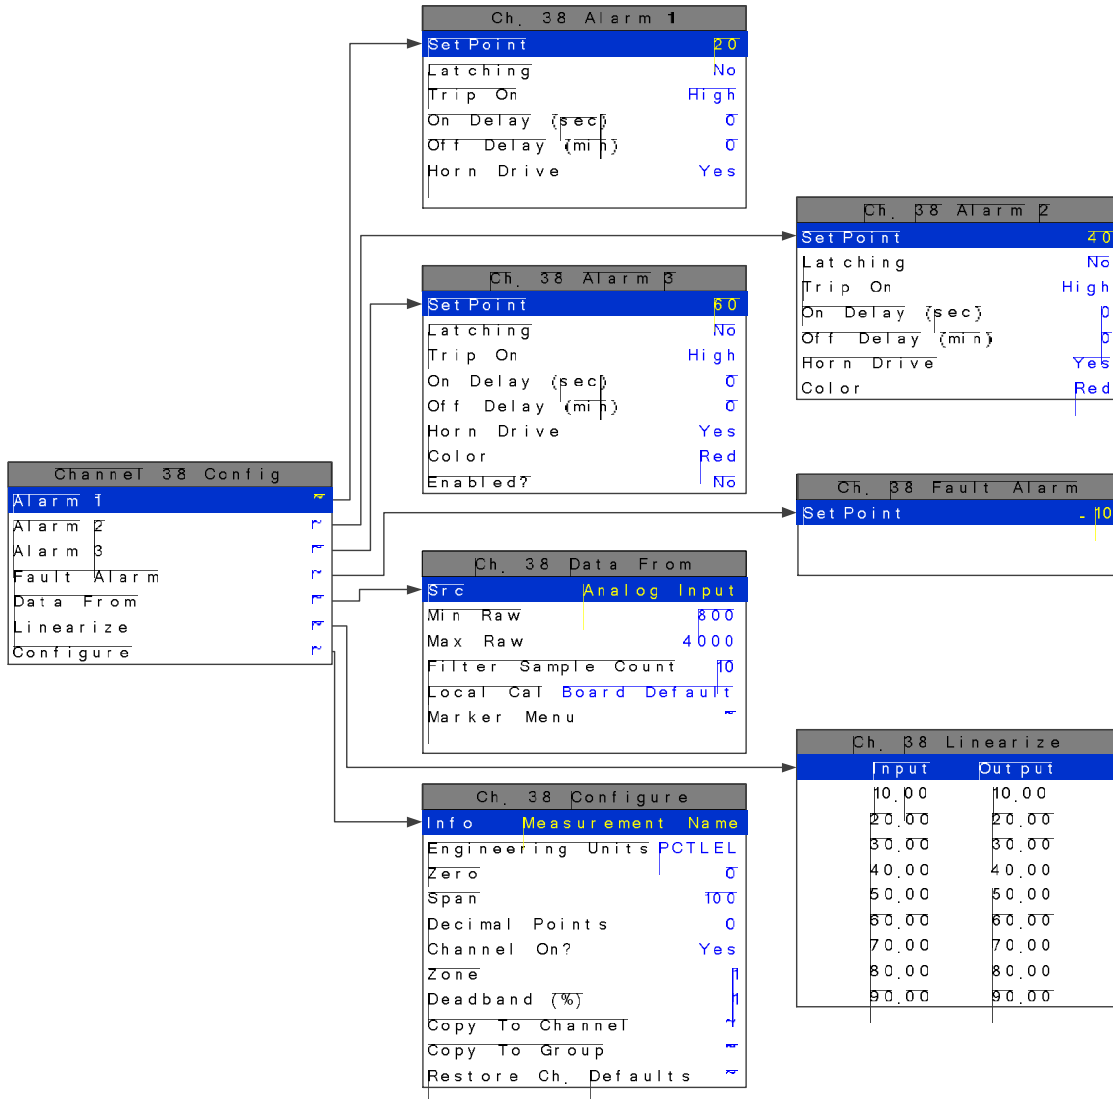 Ch. 38 Alarm 1
SetPoint 20
Latching No
Trip On High
On Delay (sec) 0
Off Delay (min) 0
Horn Drive Yes
Ch. 38 Alarm 2
SetPoint 40
Latching No
Trip On High
On Delay (sec) 0
Off Delay (min) 0
Horn Drive Yes
Color Red
Ch. 38 Alarm 3
SetPoint 60
Latching No
Trip On High
On Delay (sec) 0
Off Delay (min) 0
Horn Drive Yes
Color Red
Enabled? No
Channel 38 Config
Alarm 1 ~
Alarm 2 ~
Alarm 3 ~
Fault Alarm ~
Data From ~
Linearize ~
Configure ~
Ch. 38 Fault Alarm
SetPoint -10
Ch. 38 Data From
Src Analog Input
Min Raw 800
Max Raw 4000
Filter Sample Count 10
Local Cal Board Default
Marker Menu ~
Ch. 38 Linearize
Input Output
10.00 10.00
20.00 20.00
30.00 30.00
40.00 40.00
50.00 50.00
60.00 60.00
70.00 70.00
80.00 80.00
90.00 90.00
Ch. 38 Configure
Info Measurement Name
Engineering Units PCTLEL
Zero 0
Span 100
Decimal Points 0
Channel On? Yes
Zone 1
Deadband (%) 1
Copy To Channel ~
Copy To Group ~
Restore Ch. Defaults ~